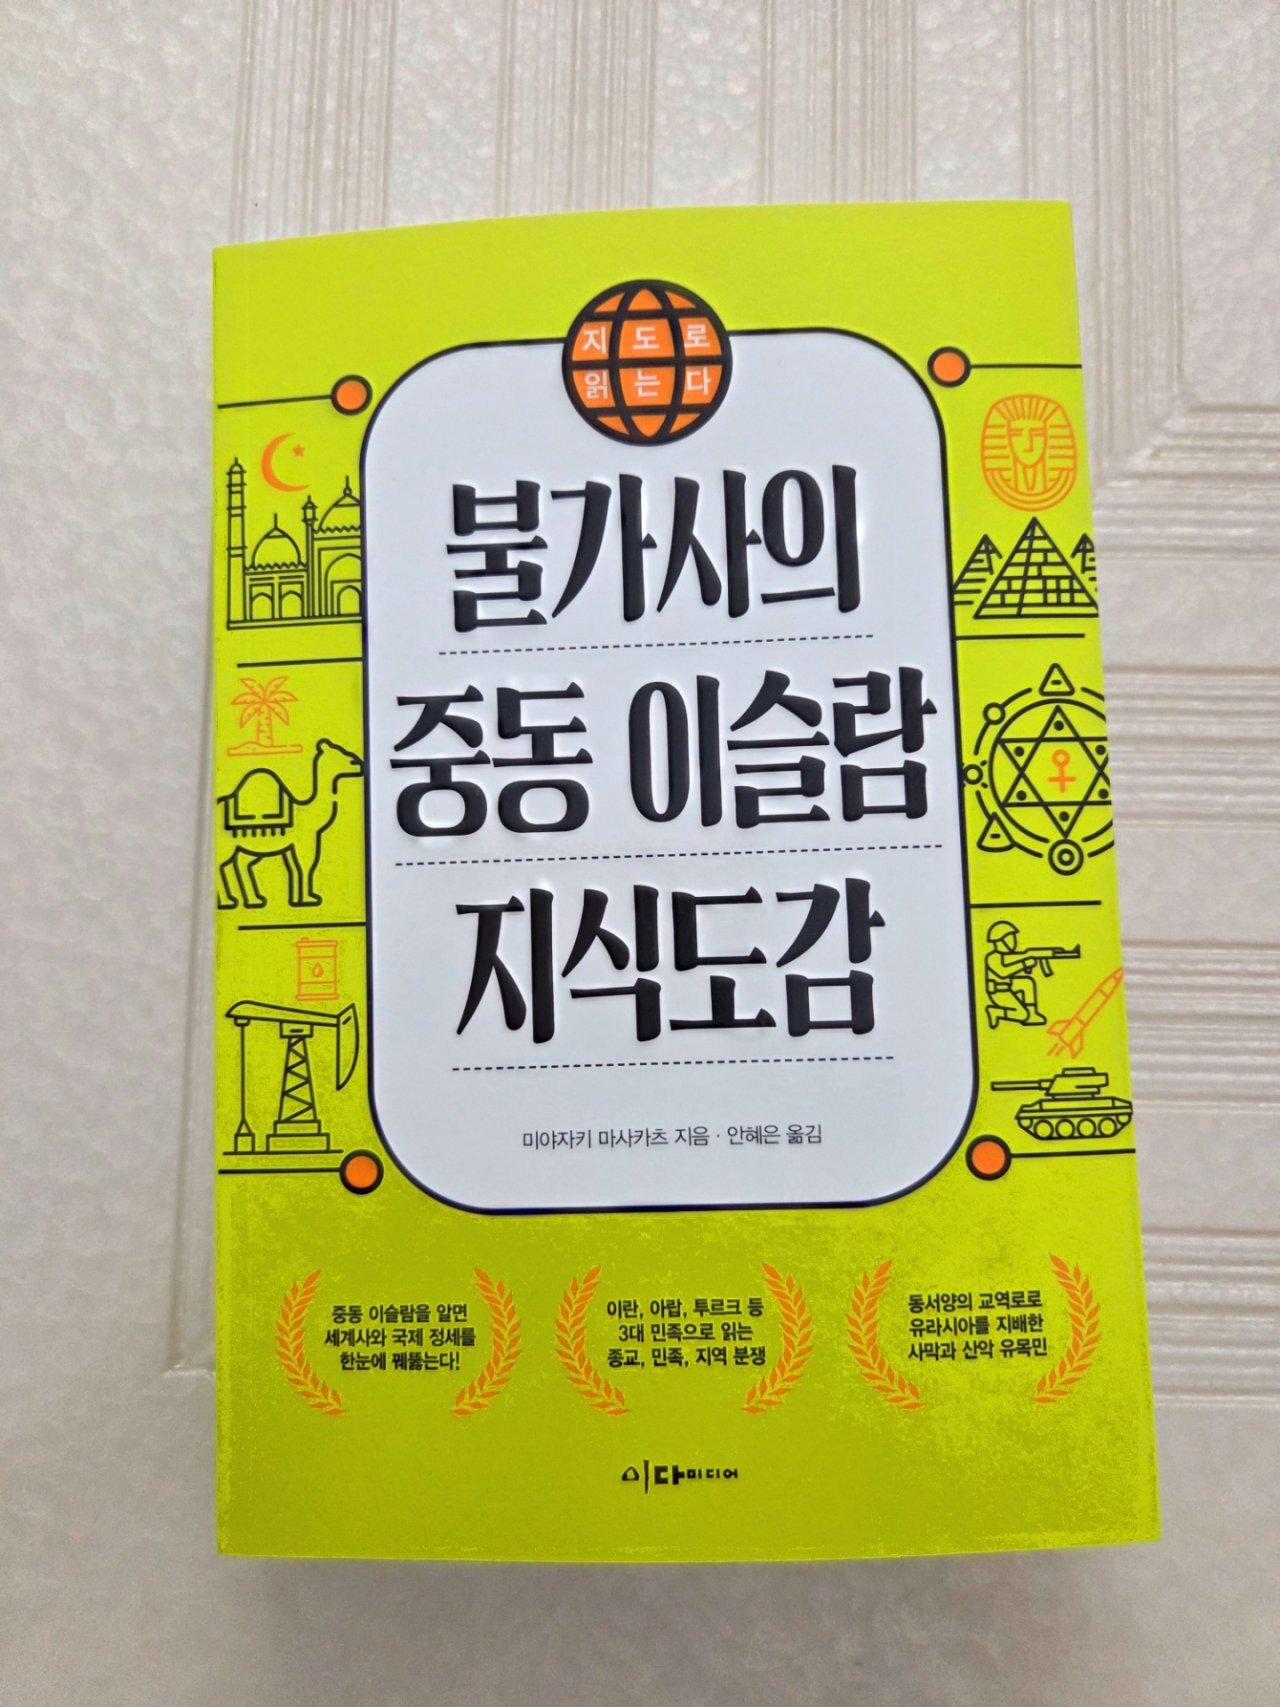 지도로
읽는다
불가사의
중동 이슬람
지식도감
미야자키 마사카츠 지음 · 안혜은 옮김
중동 이슬람을 알면
세계사와 국제 정세를
한눈에 꿰뚫는다!
이란, 아랍, 투르크 등
3대 민족으로 읽는
종교, 민족, 지역 분쟁
동서양의 교역로로
유라시아를 지배한
사막과 산악 유목민
이다미디어